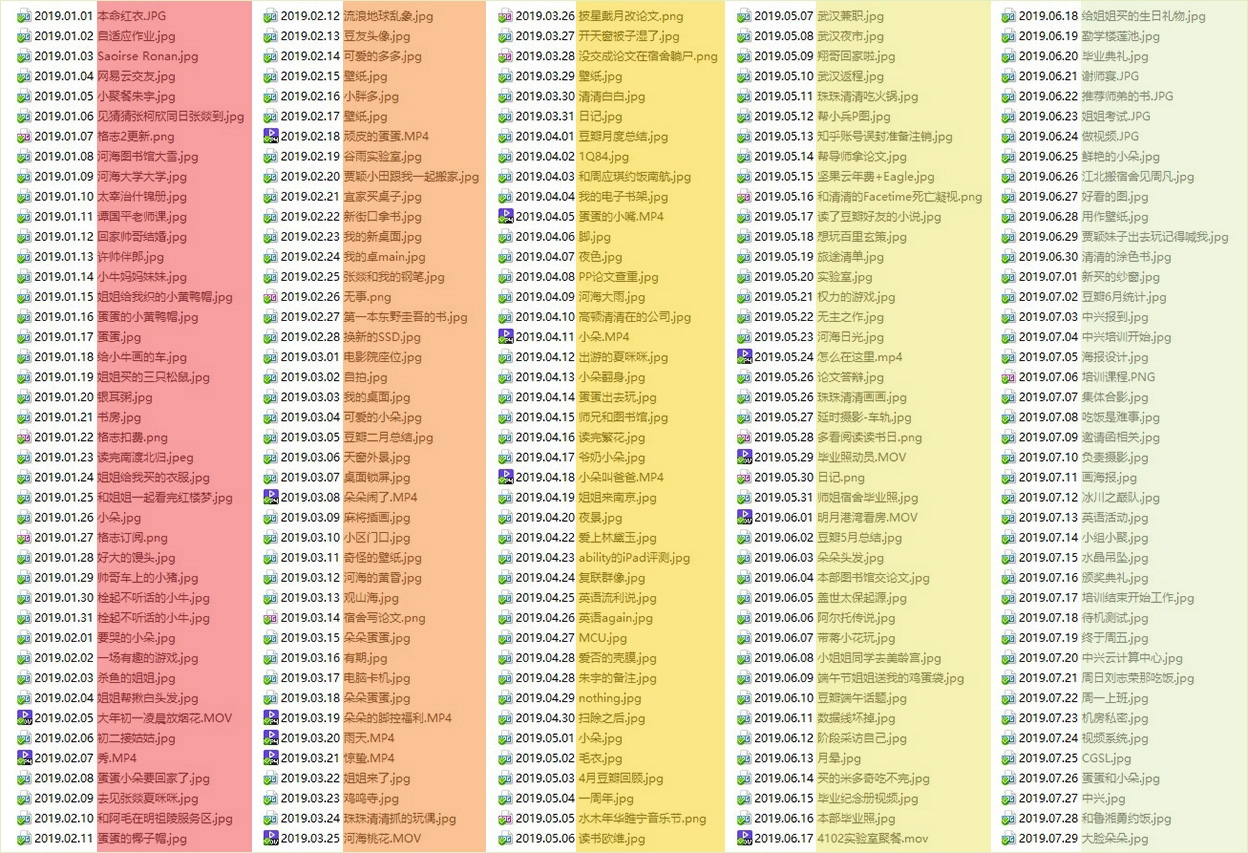 2019.01.01 本命红衣.JPG
2019.01.02 自适应作业.jpg
2019.01.03 Saoirse Ronan.jpg
2019.01.04 网易云交友.jpg
2019.01.05 小聚餐朱宇.jpg
2019.01.06 见猜猜张柯欣同日张燚到.jpg
2019.01.07 格志2更新.png
2019.01.08 河海图书馆大雪.jpg
2019.01.09 河海大学大学.jpg
2019.01.10 太宰治什锦册.jpg
2019.01.11 谭国平老师课.jpg
2019.01.12 回家帅哥结婚.jpg
2019.01.13 许帅伴郎.jpg
2019.01.14 小牛妈妈妹妹.jpg
2019.01.15 姐姐给我织的小黄鸭帽.jpg
2019.01.16 蛋蛋的小黄鸭帽.jpg
2019.01.17 蛋蛋.jpg
2019.01.18 给小牛画的车.jpg
2019.01.19 姐姐买的三只松鼠.jpg
2019.01.20 银耳粥.jpg
2019.01.21 书房.jpg
2019.01.22 格志扣费.png
2019.01.23 读完南渡北归.jpeg
2019.01.24 姐姐给我买的衣服.jpg
2019.01.25 和姐姐一起看完红楼梦.jpg
2019.01.26 小朵.jpg
2019.01.27 格志订阅.png
2019.01.28 好大的馒头.jpg
2019.01.29 帅哥车上的小猪.jpg
2019.01.30 栓起不听话的小牛.jpg
2019.01.31 栓起不听话的小牛.jpg
2019.02.01 要哭的小朵.jpg
2019.02.02 一场有趣的游戏.jpg
2019.02.03 杀鱼的姐姐.jpg
2019.02.04 姐姐帮揪白头发.jpg
2019.02.05 大年初一凌晨放烟花.MOV
2019.02.06 初二接姑姑.jpg
2019.02.07 秀.MP4
2019.02.08 蛋蛋小朵要回家了.jpg
2019.02.09 去见张燚夏咪咪.jpg
2019.02.10 和阿毛在明祖陵服务区.jpg
2019.02.11 蛋蛋的椰子帽.jpg
2019.02.12 流浪地球乱象.jpg
2019.02.13 豆友头像.jpg
2019.02.14 可爱的多多.jpg
2019.02.15 壁纸.jpg
2019.02.16 小胖多.jpg
2019.02.17 壁纸.jpg
2019.02.18 顽皮的蛋蛋.MP4
2019.02.19 谷雨实验室.jpg
2019.02.20 贾颖小田跟我一起搬家.jpg
2019.02.21 宜家买桌子.jpg
2019.02.22 新街口拿书.jpg
2019.02.23 我的新桌面.jpg
2019.02.24 我的卓main.jpg
2019.02.25 张燚和我的钢笔.jpg
2019.02.26 无事.png
2019.02.27 第一本东野圭吾的书.jpg
2019.02.28 换新的SSD.jpg
2019.03.01 电影院座位.jpg
2019.03.02 自拍.jpg
2019.03.03 我的桌面.jpg
2019.03.04 可爱的小朵.jpg
2019.03.05 豆瓣二月总结.jpg
2019.03.06 天窗外景.jpg
2019.03.07 桌面锁屏.jpg
2019.03.08 朵朵闹了.MP4
2019.03.09 麻将插画.jpg
2019.03.10 小区门口.jpg
2019.03.11 奇怪的壁纸.jpg
2019.03.12 河海的黄昏.jpg
2019.03.13 观山海.jpg
2019.03.14 宿舍写论文.png
2019.03.15 朵朵蛋蛋.jpg
2019.03.16 有期.jpg
2019.03.17 电脑卡机.jpg
2019.03.18 朵朵蛋蛋.jpg
2019.03.19 朵朵的脚控福利.MP4
2019.03.20 雨天.MP4
2019.03.21 惊蛰.MP4
2019.03.22 姐姐来了.jpg
2019.03.23 鸡鸣寺.jpg
2019.03.24 珠珠清清抓的玩偶.jpg
2019.03.25 河海桃花.MOV
2019.03.26 披星戴月改论文.png
2019.03.27 开天窗被子湿了.jpg
2019.03.28 没交成论文在宿舍躺尸.png
2019.03.29 壁纸.jpg
2019.03.30 清清白白.jpg
2019.03.31 日记.jpg
2019.04.01 豆瓣月度总结.jpg
2019.04.02 1Q84.jpg
2019.04.03 和周应琪约饭南航.jpg
2019.04.04 我的电子书架.jpg
2019.04.05 蛋蛋的小嘴.MP4
2019.04.06 脚.jpg
2019.04.07 夜色.jpg
2019.04.08 PP论文查重.jpg
2019.04.09 河海大雨.jpg
2019.04.10 高顿清清在的公司.jpg
2019.04.11 小朵.MP4
2019.04.12 出游的夏咪咪.jpg
2019.04.13 小朵翻身.jpg
2019.04.14 蛋蛋出去玩.jpg
2019.04.15 师兄和图书馆.jpg
2019.04.16 读完繁花.jpg
2019.04.17 爷奶小朵.jpg
2019.04.18 小朵叫爸爸.MP4
2019.04.19 姐姐来南京.jpg
2019.04.20 夜景.jpg
2019.04.22 爱上林黛玉.jpg
2019.04.23 ability的iPad评测.jpg
2019.04.24 复联群像.jpg
2019.04.25 英语流利说.jpg
2019.04.26 英语again.jpg
2019.04.27 MCU.jpg
2019.04.28 爱否的壳膜.jpg
2019.04.28 朱宇的备注.jpg
2019.04.29 nothing.jpg
2019.04.30 扫除之后.jpg
2019.05.01 小朵.jpg
2019.05.02 毛衣.jpg
2019.05.03 4月豆瓣回顾.jpg
2019.05.04 一周年.jpg
2019.05.05 水木年华睢宁音乐节.png
2019.05.06 读书欧维.jpg
2019.05.07 武汉兼职.jpg
2019.05.08 武汉夜市.jpg
2019.05.09 翔哥回家啦.jpg
2019.05.10 武汉返程.jpg
2019.05.11 珠珠清清吃火锅.jpg
2019.05.12 帮小兵P图.jpg
2019.05.13 知乎账号误封准备注销.jpg
2019.05.14 帮导师拿论文.jpg
2019.05.15 坚果云年费+Eagle.jpg
2019.05.16 和清清的Facetime死亡凝视.png
2019.05.17 读了豆瓣好友的小说.jpg
2019.05.18 想玩百里玄策.jpg
2019.05.19 旅途清单.jpg
2019.05.20 实验室.jpg
2019.05.21 权力的游戏.jpg
2019.05.22 无主之作.jpg
2019.05.23 河海日光.jpg
2019.05.24 怎么在这里.mp4
2019.05.26 论文答辩.jpg
2019.05.26 珠珠清清画画.jpg
2019.05.27 延时摄影-车轨.jpg
2019.05.28 多看阅读读书日.png
2019.05.29 毕业照动员.MOV
2019.05.30 日记.png
2019.05.31 师姐宿舍毕业照.jpg
2019.06.01 明月港湾看房.MOV
2019.06.02 豆瓣5月总结.jpg
2019.06.03 朵朵头发.jpg
2019.06.04 本部图书馆交论文.jpg
2019.06.05 盖世太保起源.jpg
2019.06.06 阿尔托传说.jpg
2019.06.07 带蒋小花玩.jpg
2019.06.08 小姐姐同学去美龄宫.jpg
2019.06.09 端午节姐姐送我的鸡蛋袋.jpg
2019.06.10 豆瓣端午话题.jpg
2019.06.11 数据线坏掉.jpg
2019.06.12 阶段采访自己.jpg
2019.06.13 月晕.jpg
2019.06.14 买的米多奇吃不完.jpg
2019.06.15 毕业纪念册视频.jpg
2019.06.16 本部毕业照.jpg
2019.06.17 4102实验室聚餐.mov
2019.06.18 给姐姐买的生日礼物.jpg
2019.06.19 勤学楼莲池.jpg
2019.06.20 毕业典礼.jpg
2019.06.21 谢师宴.JPG
2019.06.22 推荐师弟的书.JPG
2019.06.23 姐姐考试.JPG
2019.06.24 做视频.JPG
2019.06.25 鲜艳的小朵.jpg
2019.06.26 江北搬宿舍见周凡.jpg
2019.06.27 好看的图.jpg
2019.06.28 用作壁纸.jpg
2019.06.29 贾颖妹子出去玩记得喊我.jpg
2019.06.30 清清的涂色书.jpg
2019.07.01 新买的纱窗.jpg
2019.07.02 豆瓣6月统计.jpg
2019.07.03 中兴报到.jpg
2019.07.04 中兴培训开始.jpg
2019.07.05 海报设计.jpg
2019.07.06 培训课程.PNG
2019.07.07 集体合影.jpg
2019.07.08 吃饭是难事.jpg
2019.07.09 邀请函相关.jpg
2019.07.10 负责摄影.jpg
2019.07.11 画海报.jpg
2019.07.12 冰川之巅队.jpg
2019.07.13 英语活动.jpg
2019.07.14 小组小聚.jpg
2019.07.15 水晶吊坠.jpg
2019.07.16 颁奖典礼.jpg
2019.07.17 培训结束开始工作.jpg
2019.07.18 待机测试.jpg
2019.07.19 终于周五.jpg
2019.07.20 中兴云计算中心.jpg
2019.07.21 周日刘志荣那吃饭.jpg
2019.07.22 周一上班.jpg
2019.07.23 机房私密.jpg
2019.07.24 视频系统.jpg
2019.07.25 CGSL.jpg
2019.07.26 蛋蛋和小朵.jpg
2019.07.27 中兴.jpg
2019.07.28 和鲁湘勇约饭.jpg
2019.07.29 大脸朵朵.jpg